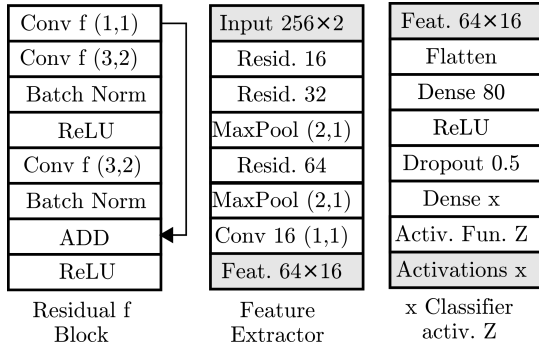 Conv f (1,1)
Conv f (3,2)
Batch Norm
ReLU
Conv f (3,2)
Batch Norm
ADD
ReLU
Residual f
Block
Input 256×2
Resid. 16
Resid. 32
MaxPool (2,1)
Resid. 64
MaxPool (2,1)
Conv 16 (1,1)
Feat. 64×16
Feature
Extractor
Feat. 64×16
Flatten
Dense 80
ReLU
Dropout 0.5
Dense x
Activ. Fun. Z
Activations x
x Classifier
activ. Z